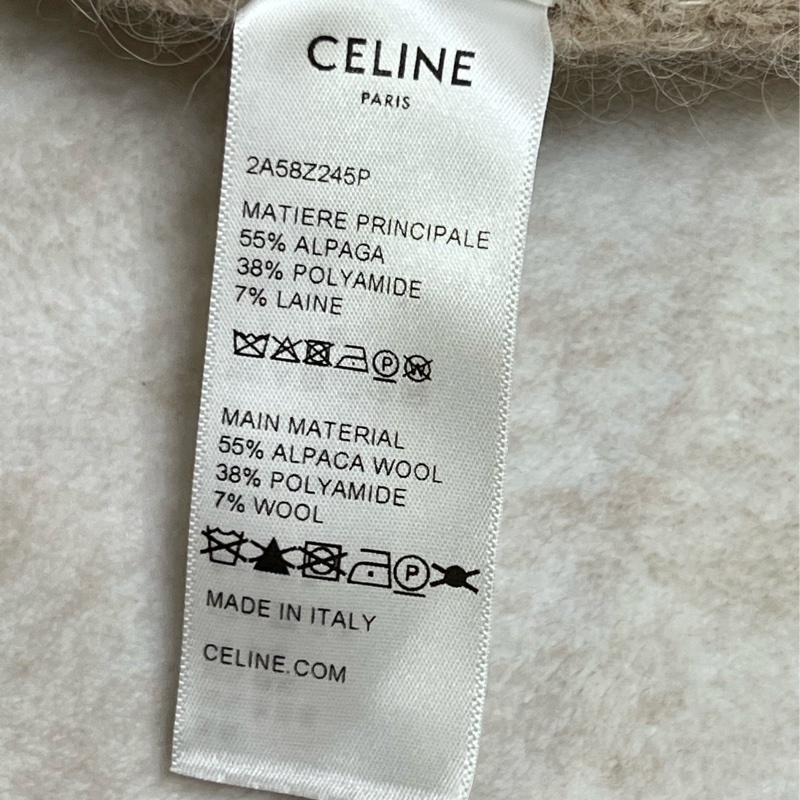 CELINE
PARIS
2A58Z245P
MATIERE PRINCIPALE
55% ALPAGA
38% POLYAMIDE
7% LAINE
P W
MAIN MATERIAL
55% ALPACA WOOL
38% POLYAMIDE
7% WOOL
P
MADE IN ITALY
CELINE.COM